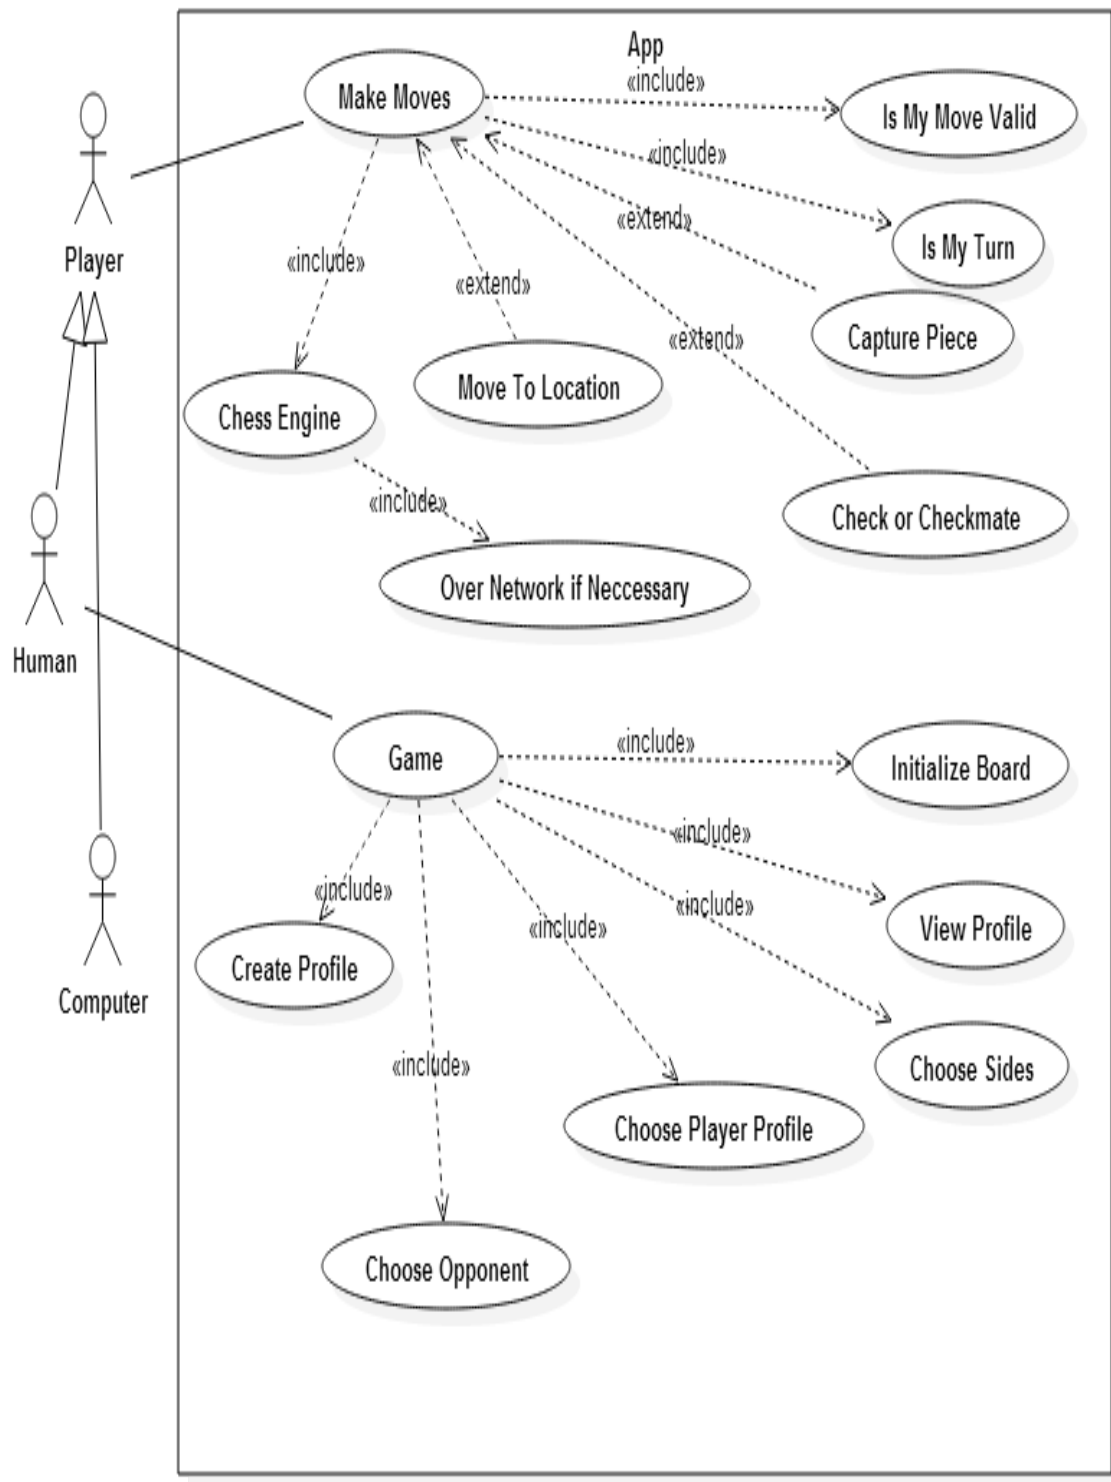 App
Make Moves
«include»
Is My Move Valid
«include»
«extend»
Is My Turn
Player
«include»
«extend»
Capture Piece
«extend»
Move To Location
Chess Engine
«include»
Check or Checkmate
Over Network if Neccessary
Human
Game
«include»
Initialize Board
«include»
«include»
«include»
«include»
View Profile
Create Profile
Computer
«include»
Choose Sides
Choose Player Profile
Choose Opponent